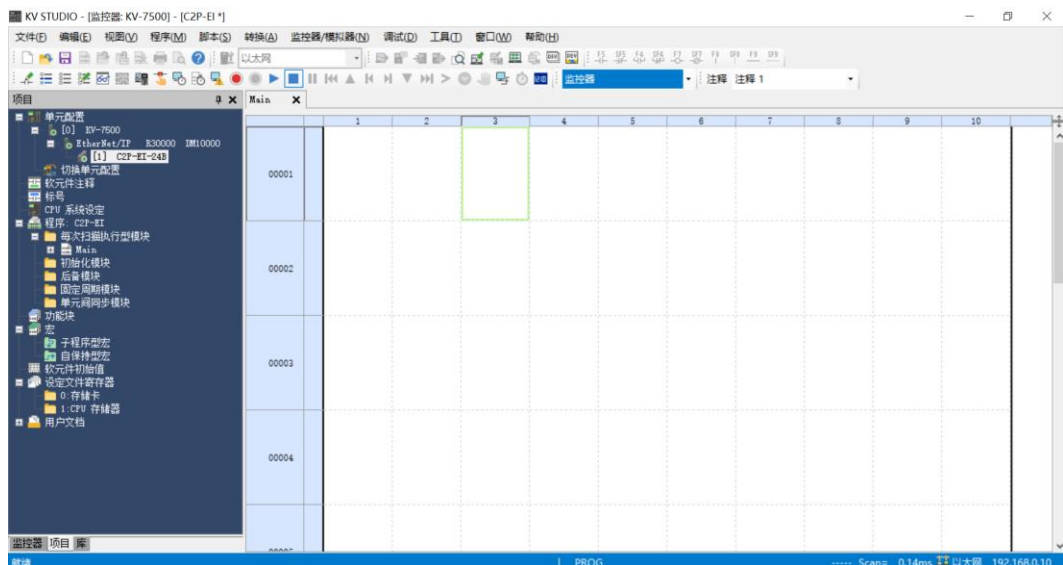 KV STUDIO - [监控器: KV-7500] - [C2P-EI *]
文件(F) 编辑(E) 视图(V) 程序(M) 脚本(S) 转换(A) 监控器/模拟器(N) 调试(D) 工具(T) 窗口(W) 帮助(H)
以太网
监控器 注释 注释 1
项目 Main
1 2 3 4 5 6 7 8 9 10
单元配置
[0] KV-7500
EtherNet/IP R30000 DM10000
[1] C2P-EI-24B
切换单元配置
软元件注释
标号
CPU 系统设定
程序: C2P-EI
每次扫描执行型模块
Main
初始化模块
后备模块
固定周期模块
单元间同步模块
功能块
宏
子程序型宏
自保持型宏
软元件初始值
设定文件寄存器
0:存储卡
1:CPU 存储器
用户文档
00001
00002
00003
00004
监控器 项目 库
就绪 PROG ----- Scan= 0.14ms 以太网 192.168.0.10